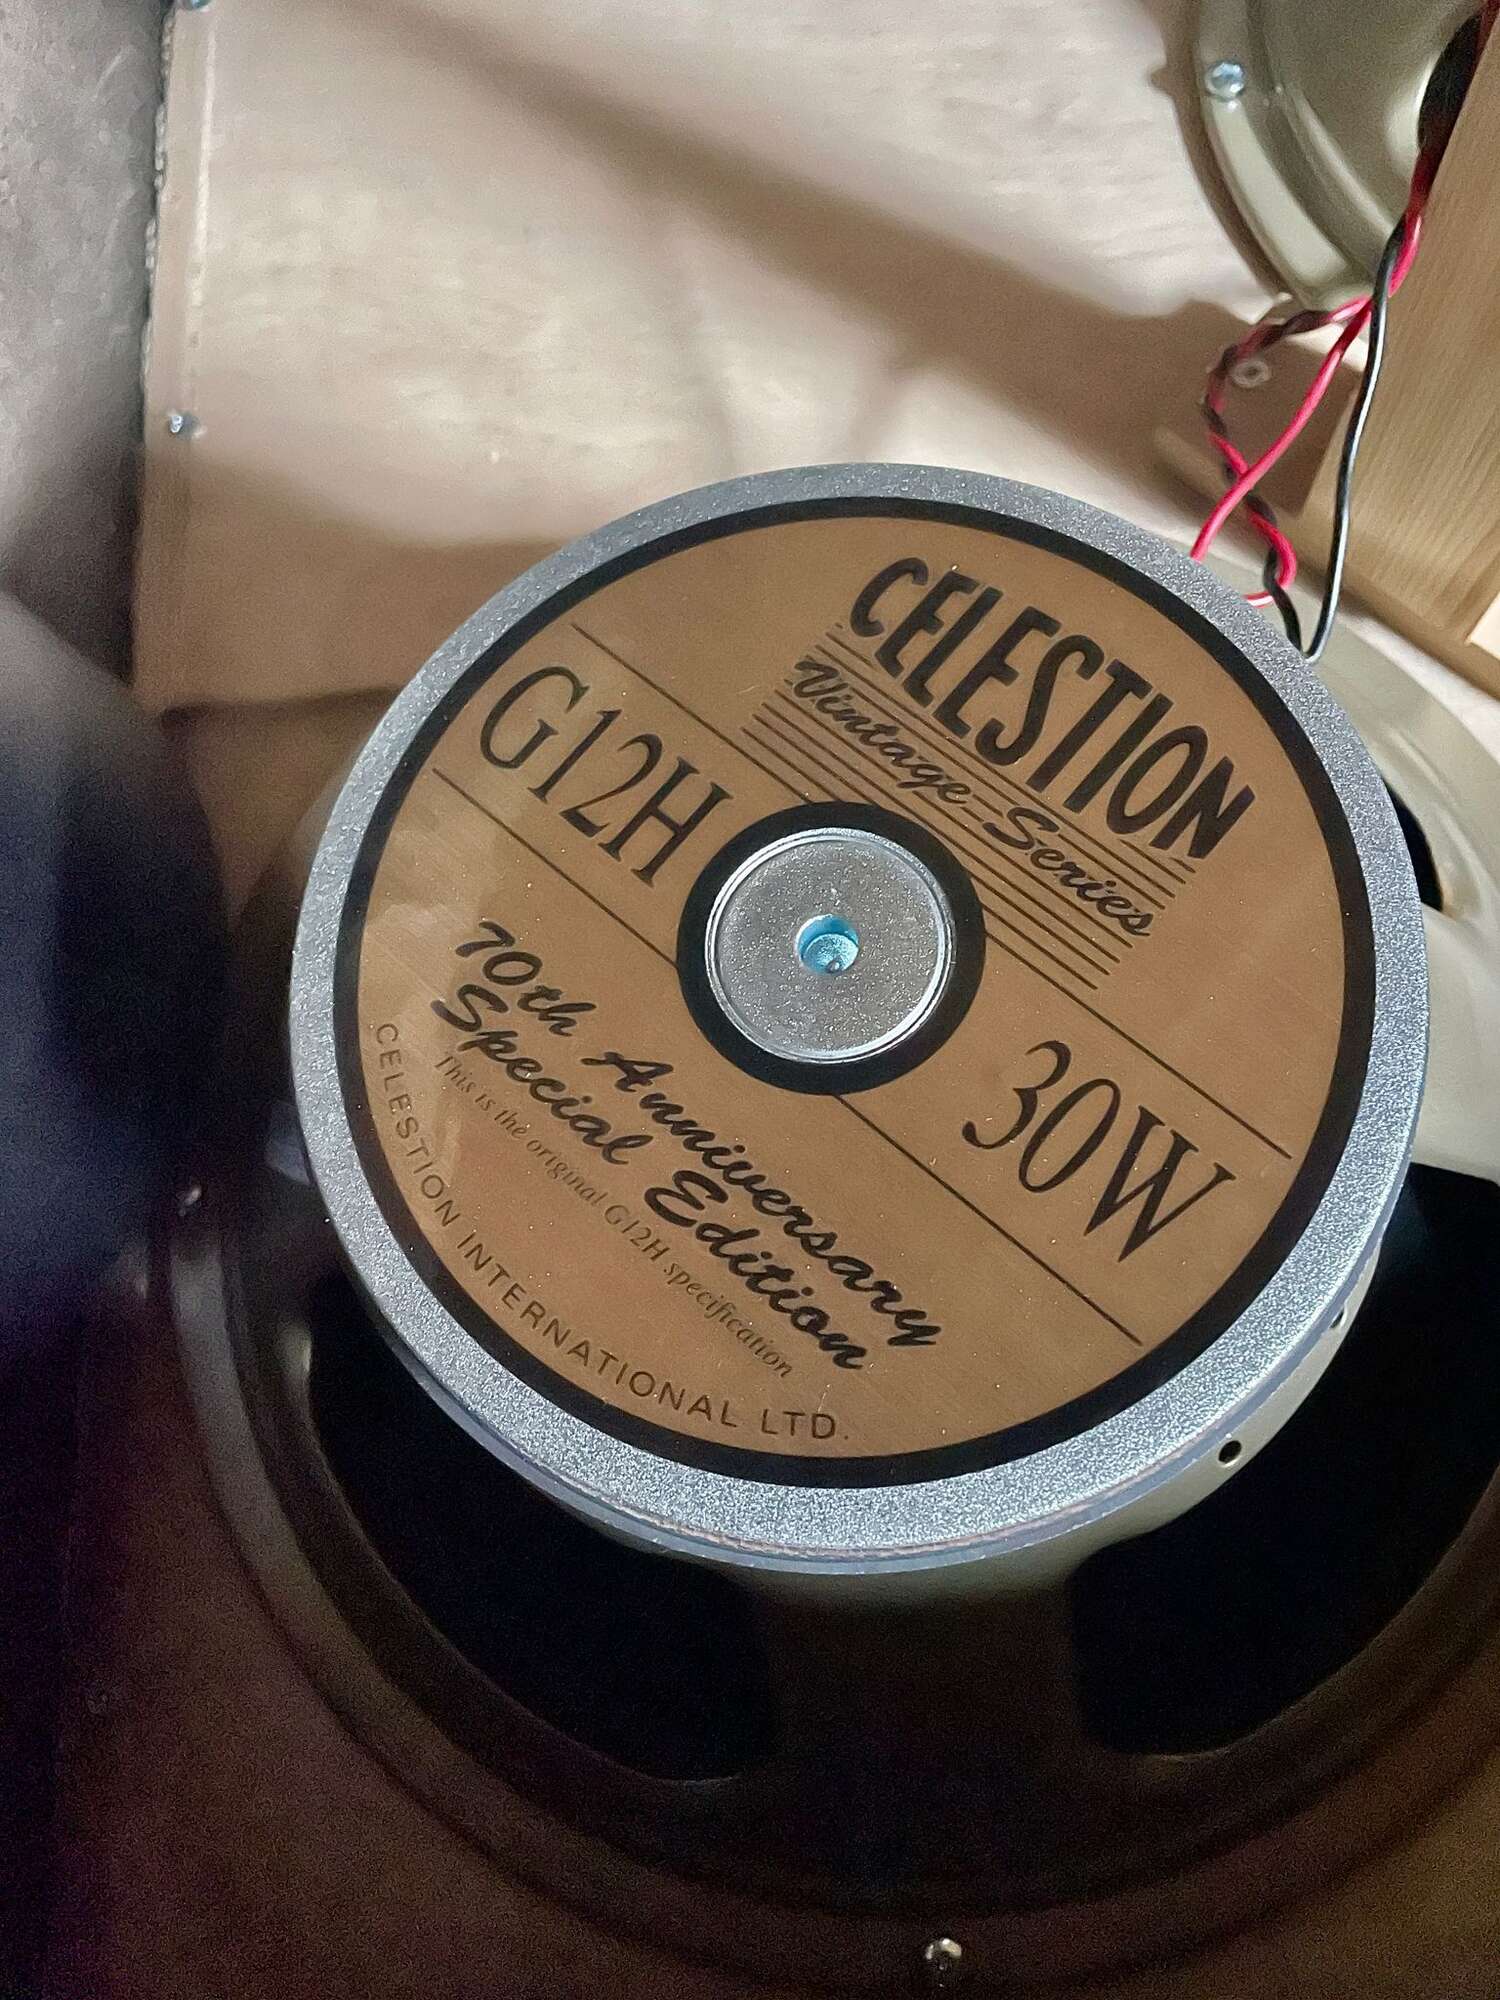 CELESTION
Vintage Series
G12H
30W
70th Anniversary
Special Edition
This is the original G12H specification
CELESTION INTERNATIONAL LTD.